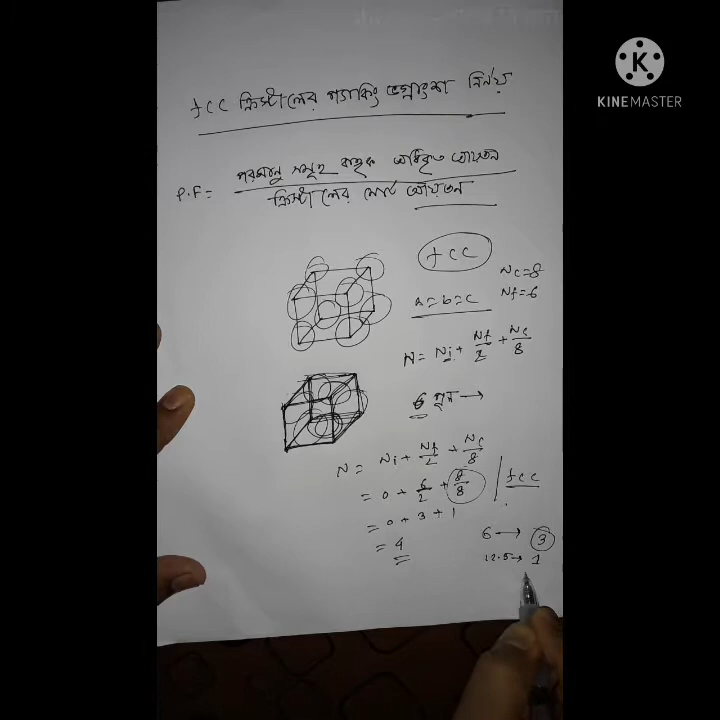 KINEMASTER
fcc ক্রিস্টালের প্যাকিং ভগ্নাংশ নির্ণয়
P.F = পরমানু সমূহ কর্তৃক অধিকৃত আয়তন
ক্রিস্টালের মোট আয়তন
fcc
Nc=8
a=b=c
Nf=6
N = Ni + Nf/2 + Nc/8
6 পৃষ্ঠ →
N = Ni + Nf/2 + Nc/8
= 0 + 6/2 + 8/8 | fcc
= 0 + 3 + 1
= 4
6 → 3
12.5 → 1